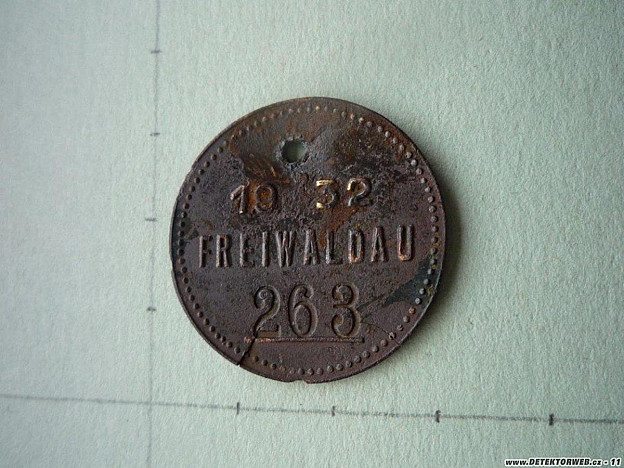 19 32
FREIWALDAU
263
WWW.DETEKTORWEB.cz - 11